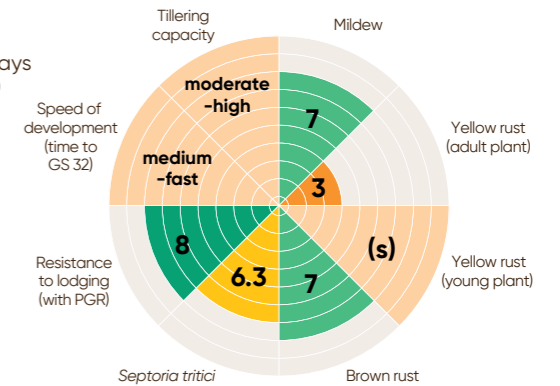 Tillering
capacity
Mildew
ays
moderate
-high
7
Speed of
development
(time to
GS 32)
medium
-fast
Yellow rust
(adult plant)
3
8
6.3
7
(s)
Resistance
to lodging
(with PGR)
Yellow rust
(young plant)
Septoria tritici
Brown rust